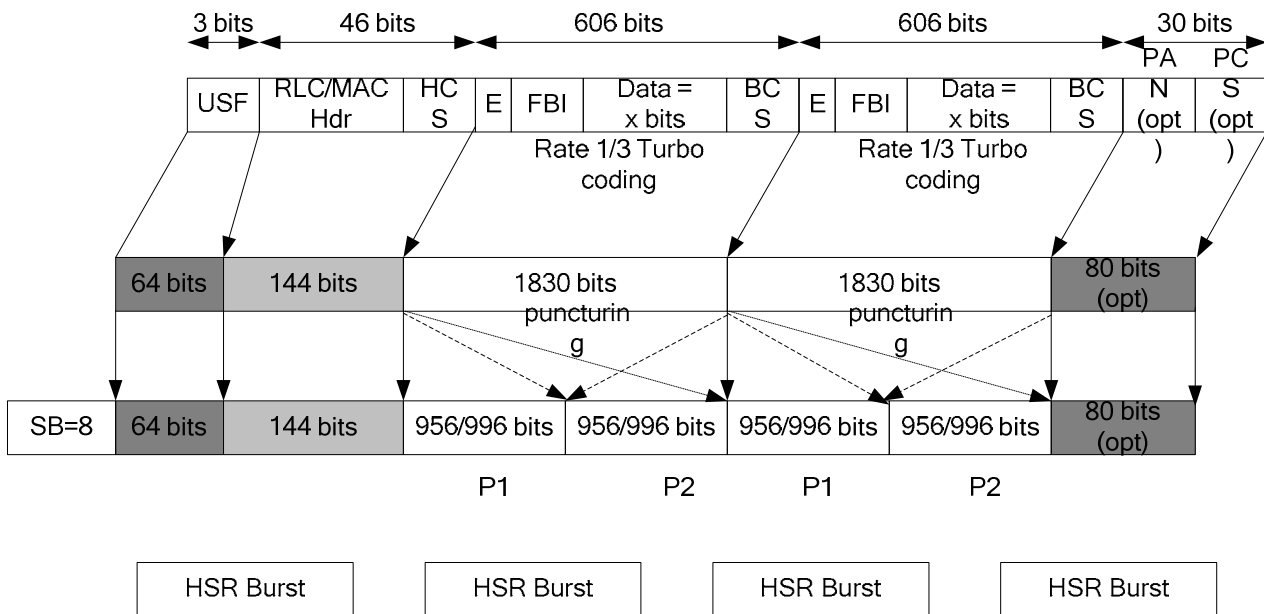 3 bits 46 bits 606 bits 606 bits 30 bits
USF RLC/MAC Hdr HC S E FBI Data = x bits BC S E FBI Data = x bits BC S PA N (opt ) PC S (opt )
Rate 1/3 Turbo coding Rate 1/3 Turbo coding
64 bits 144 bits 1830 bits puncturin g 1830 bits puncturin g 80 bits (opt)
SB=8 64 bits 144 bits 956/996 bits 956/996 bits 956/996 bits 956/996 bits 80 bits (opt)
P1 P2 P1 P2
HSR Burst HSR Burst HSR Burst HSR Burst